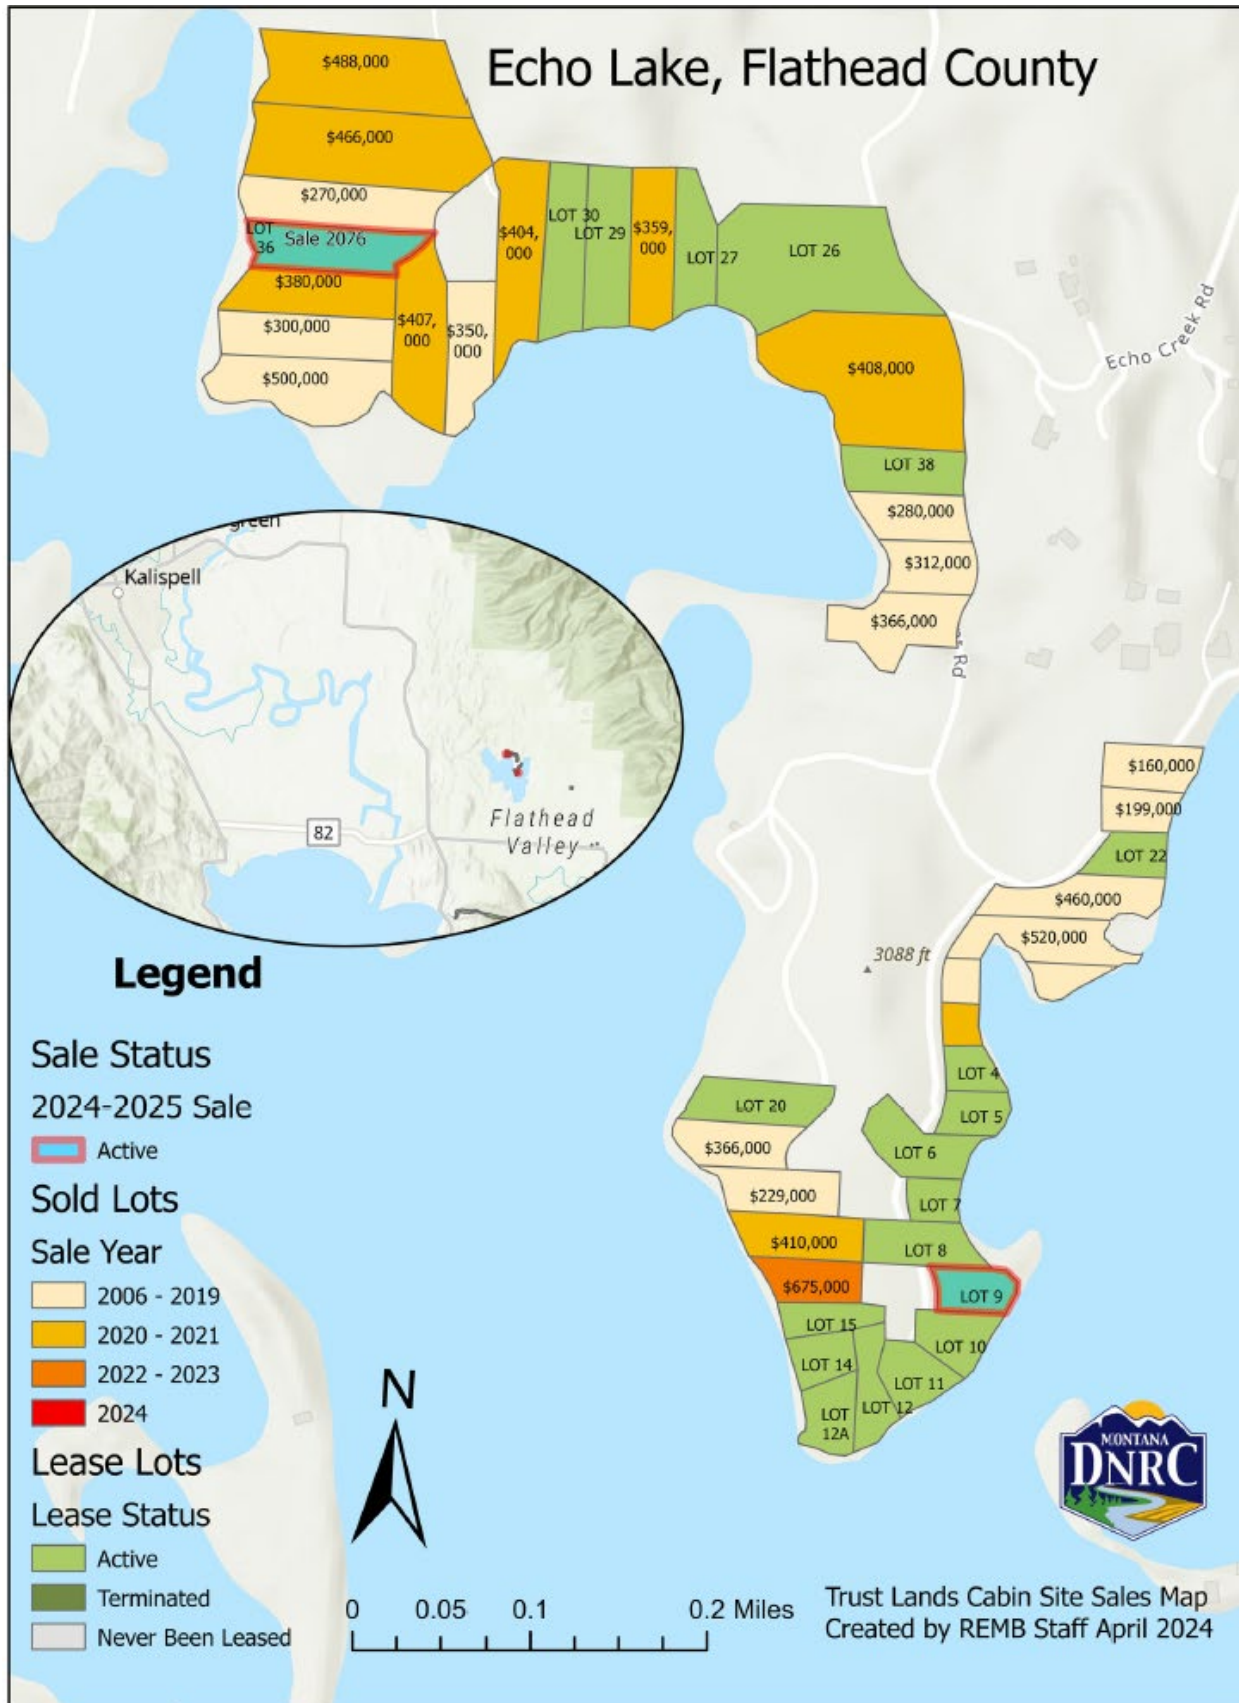 Echo Lake, Flathead County
$488,000
$466,000
$270,000
LOT
36
Sale 2076
$380,000
$300,000
$500,000
$407,
000
$350,
000
$404,
000
LOT 30
LOT 29
$359,
000
LOT 27
LOT 26
$408,000
LOT 38
$280,000
$312,000
$366,000
Echo Creek Rd
Rd
Kalispell
82
Flathead
Valley
$160,000
$199,000
LOT 22
$460,000
$520,000
3088 ft
LOT 4
LOT 5
LOT 6
LOT 7
LOT 20
$366,000
$229,000
$410,000
$675,000
LOT 8
LOT 9
LOT 15
LOT 10
LOT 14
LOT 11
LOT 12
LOT
12A
Legend
Sale Status
2024-2025 Sale
Active
Sold Lots
Sale Year
2006 - 2019
2020 - 2021
2022 - 2023
2024
Lease Lots
Lease Status
Active
Terminated
Never Been Leased
N
0 0.05 0.1 0.2 Miles
MONTANA
DNRC
Trust Lands Cabin Site Sales Map
Created by REMB Staff April 2024